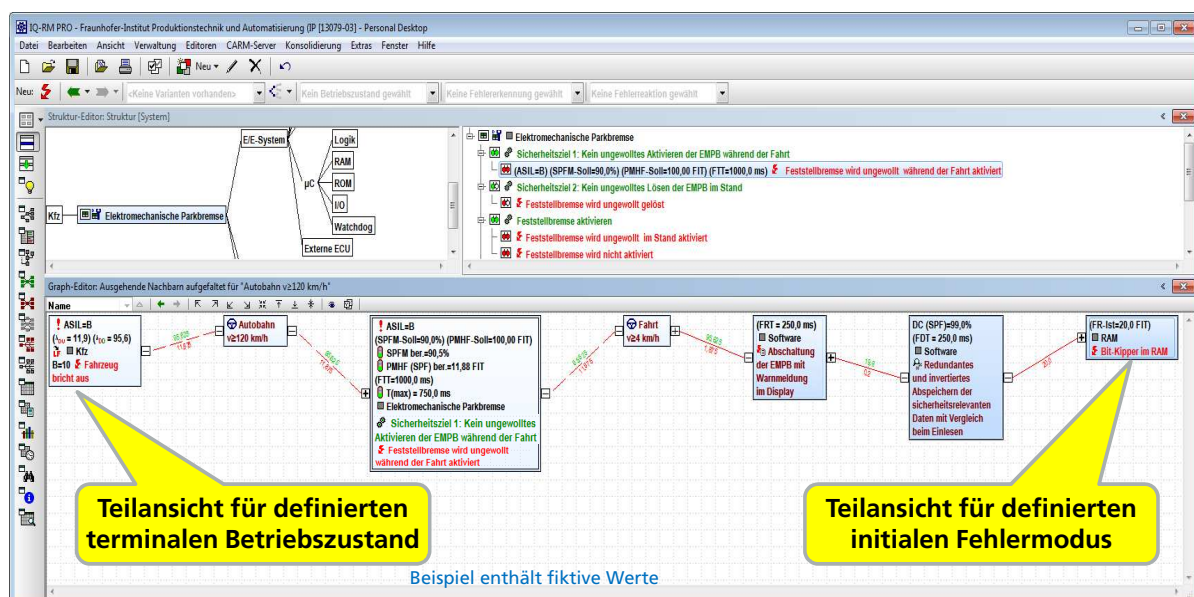 IQ-RM PRO - Fraunhofer-Institut Produktionstechnik und Automatisierung (IP [13079-03] - Personal Desktop
Datei Bearbeiten Ansicht Verwaltung Editoren CARM-Server Konsolidierung Extras Fenster Hilfe
Neu
Neu: <Keine Varianten vorhanden> Kein Betriebszustand gewählt Keine Fehlererkennung gewählt Keine Fehlerreaktion gewählt
Struktur-Editor: Struktur [System]
E/E-System
Logik
RAM
µC
ROM
I/O
Kfz
Elektromechanische Parkbremse
Watchdog
Externe ECU
Elektromechanische Parkbremse
Sicherheitsziel 1: Kein ungewolltes Aktivieren der EMPB während der Fahrt
(ASIL=B) (SPFM-Soll=90,0%) (PMHF-Soll=100,00 FIT) (FTT=1000,0 ms) Feststellbremse wird ungewollt während der Fahrt aktiviert
Sicherheitsziel 2: Kein ungewolltes Lösen der EMPB im Stand
Feststellbremse wird ungewollt gelöst
Feststellbremse aktivieren
Feststellbremse wird ungewollt im Stand aktiviert
Feststellbremse wird nicht aktiviert
Graph-Editor: Ausgehende Nachbarn aufgefaltet für "Autobahn v≥120 km/h"
Name
! ASIL=B
Kfz
B=10 Fahrzeug
bricht aus
Autobahn
v≥120 km/h
! ASIL=B
(SPFM-Soll=90,0%) (PMHF-Soll=100,00 FIT)
SPFM ber.=90,5%
PMHF (SPF) ber.=11,88 FIT
(FTT=1000,0 ms)
T(max) = 750,0 ms
Elektromechanische Parkbremse
Sicherheitsziel 1: Kein ungewolltes
Aktivieren der EMPB während der Fahrt
Feststellbremse wird ungewollt
während der Fahrt aktiviert
Fahrt
v≥4 km/h
(FRT = 250,0 ms)
Software
Abschaltung
der EMPB mit
Warnmeldung
im Display
19,8
0,2
DC (SPF)=99,0%
(FDT = 250,0 ms)
Software
Redundantes
und invertiertes
Abspeichern der
sicherheitsrelevanten
Daten mit Vergleich
beim Einlesen
20,0
(FR-Ist=20,0 FIT)
RAM
Bit-Kipper im RAM
Teilansicht für definierten
terminalen Betriebszustand
Teilansicht für definierten
initialen Fehlermodus
Beispiel enthält fiktive Werte